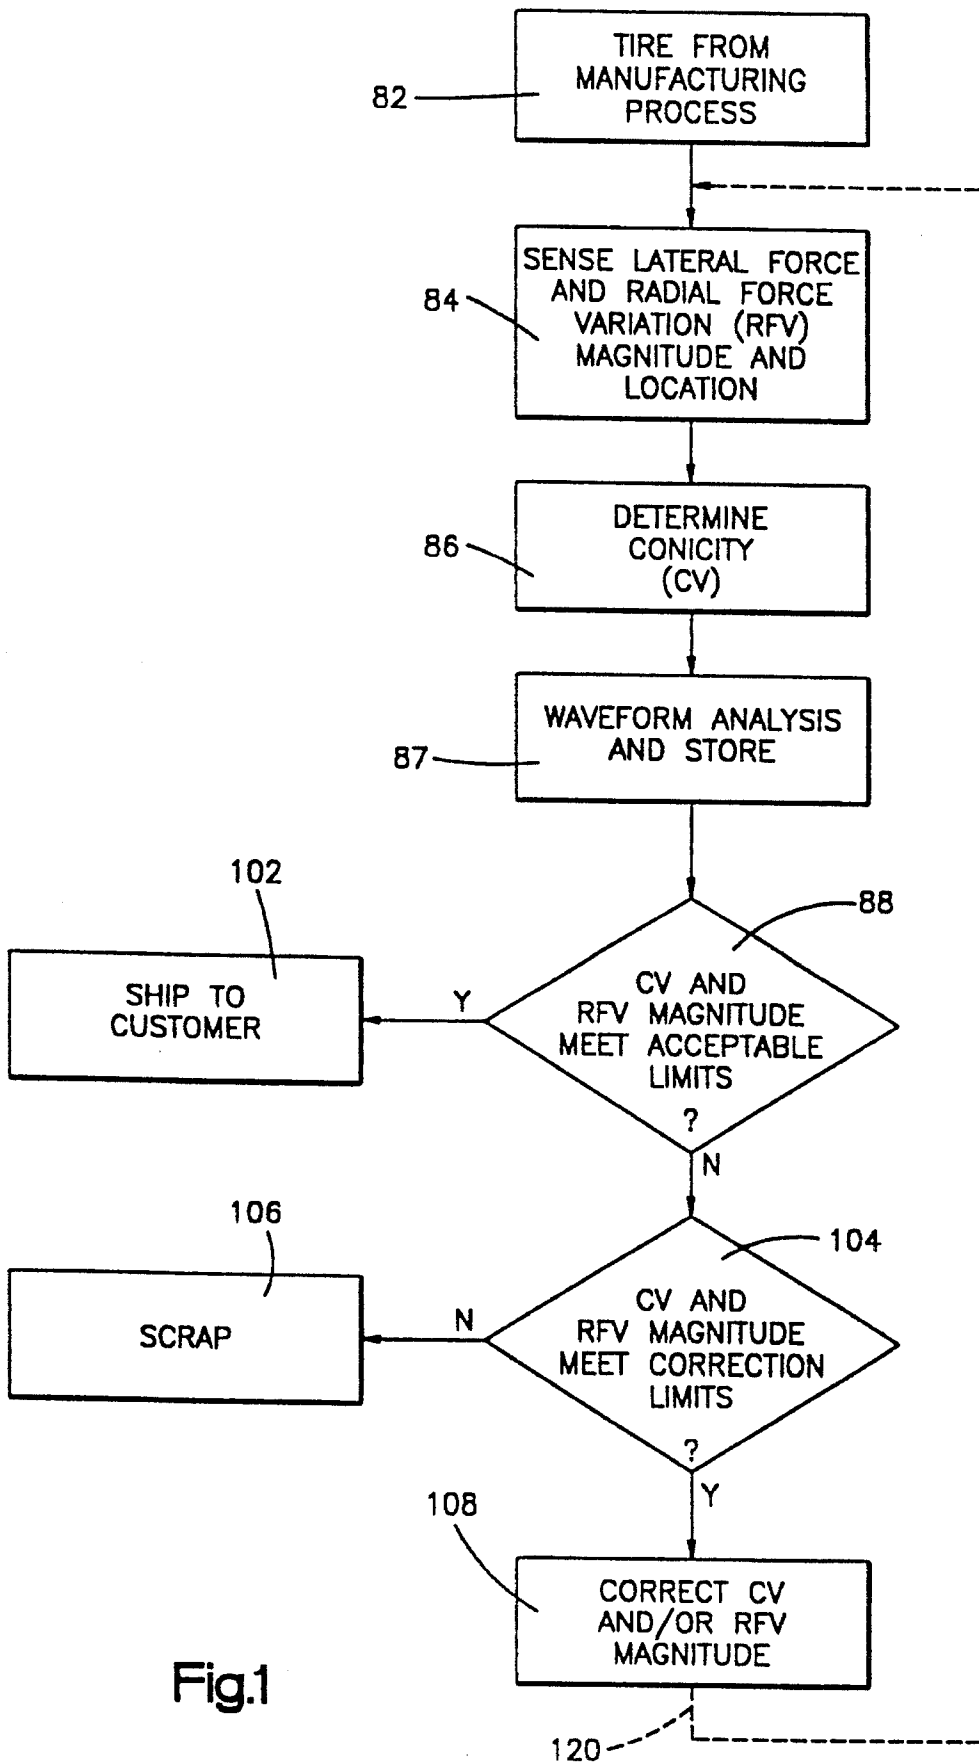 TIRE FROM
MANUFACTURING
PROCESS
82
SENSE LATERAL FORCE
AND RADIAL FORCE
VARIATION (RFV)
MAGNITUDE AND
LOCATION
84
DETERMINE
CONICITY
(CV)
86
WAVEFORM ANALYSIS
AND STORE
87
102
88
SHIP TO
CUSTOMER
Y
CV AND
RFV MAGNITUDE
MEET ACCEPTABLE
LIMITS
?
N
106
104
SCRAP
N
CV AND
RFV MAGNITUDE
MEET CORRECTION
LIMITS
?
Y
108
CORRECT CV
AND/OR RFV
MAGNITUDE
Fig.1
120